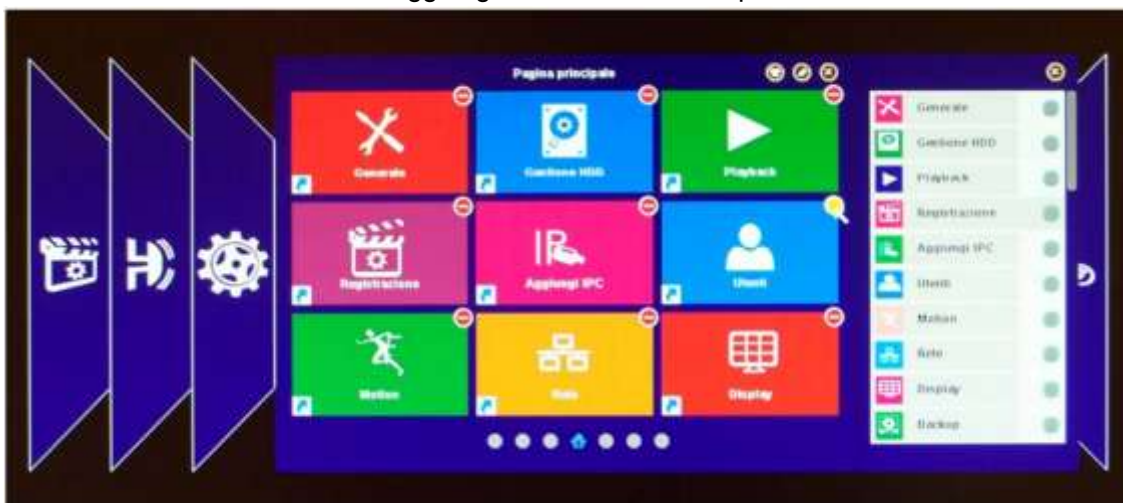 Pagina principale
Generale
Gestione HDD
Playback
Registrazione
IP
Aggiungi IPC
Utenti
Motion
Rete
Display
Generale
Gestione HDD
Playback
Registrazione
Aggiungi IPC
Utenti
Motion
Rete
Display
Backup